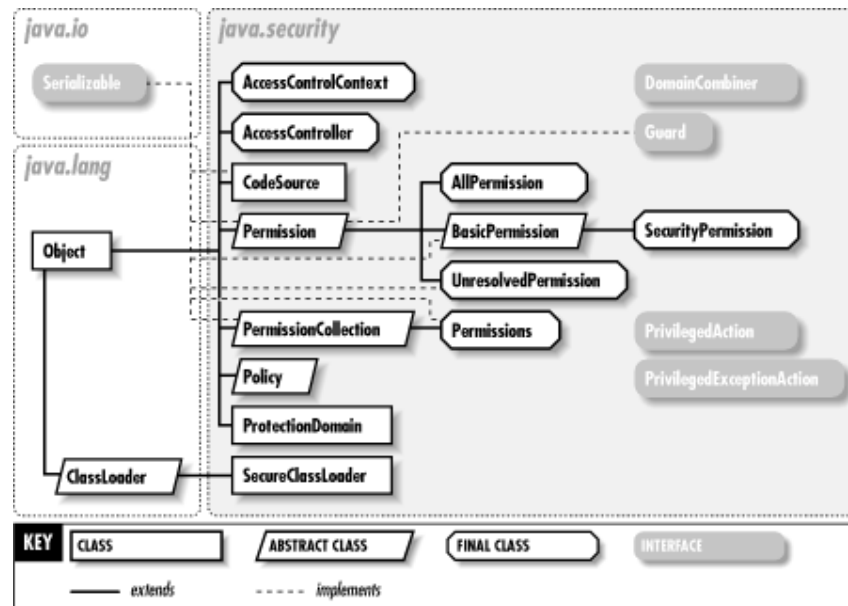 java.io
java.security
Serializable
AccessControlContext
DomainCombiner
AccessController
Guard
java.lang
CodeSource
AllPermission
Permission
BasicPermission
SecurityPermission
Object
UnresolvedPermission
PermissionCollection
Permissions
PrivilegedAction
Policy
PrivilegedExceptionAction
ProtectionDomain
ClassLoader
SecureClassLoader
KEY
CLASS
ABSTRACT CLASS
FINAL CLASS
INTERFACE
extends
implements